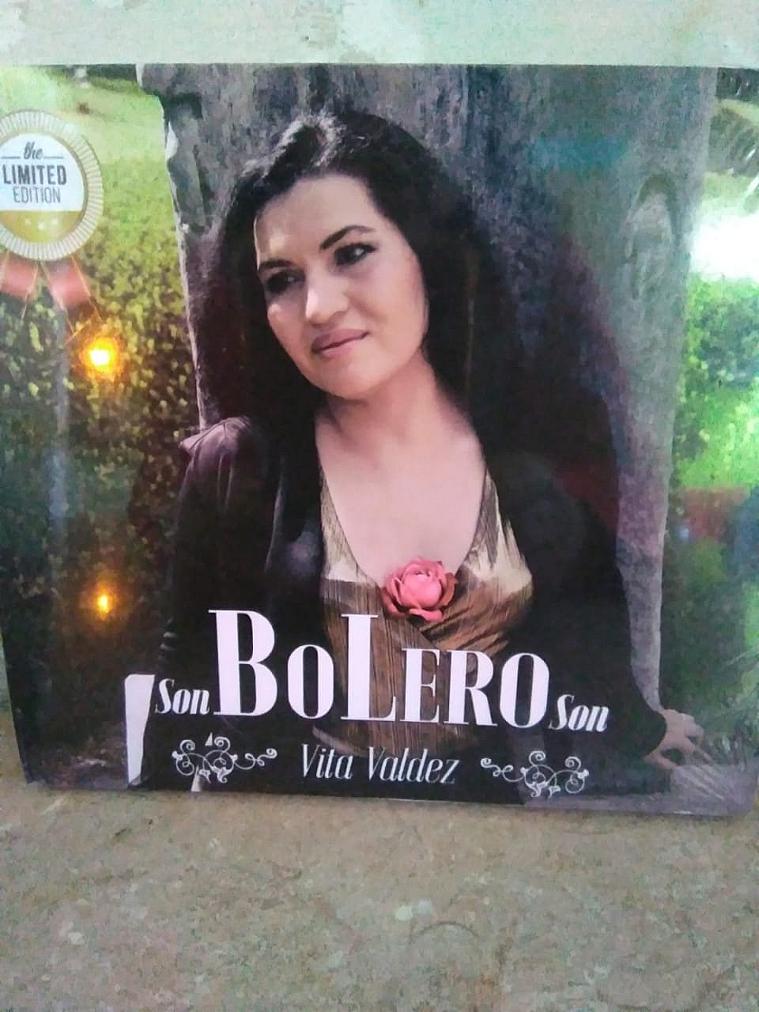 the
LIMITED
EDITION
Son BOLERO Son
Vita Valdez